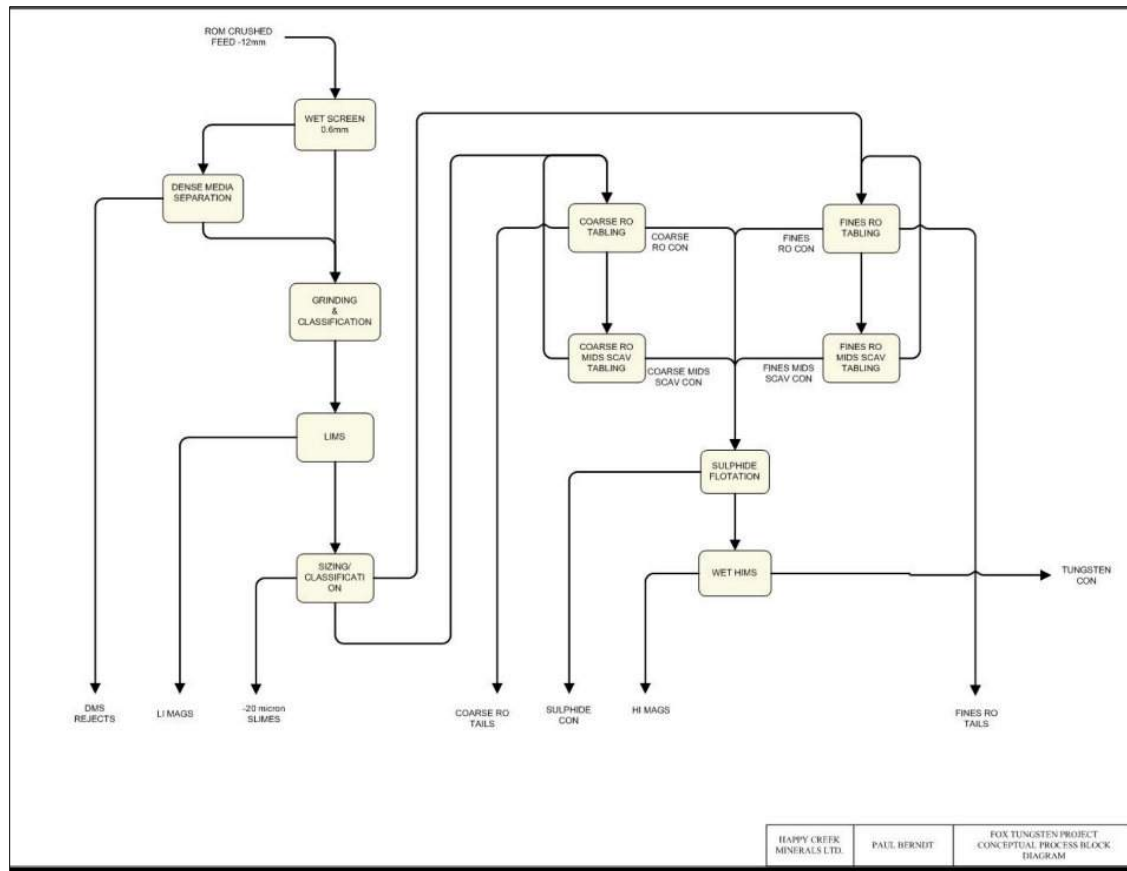 ROM CRUSHED
FEED -12mm
WET SCREEN
0.6mm
DENSE MEDIA
SEPARATION
GRINDING
&
CLASSIFICATION
LIMS
SIZING/
CLASSIFICATI
ON
COARSE RO
TABLING
COARSE
RO CON
FINES
RO CON
FINES RO
TABLING
COARSE RO
MIDS SCAV
TABLING
COARSE MIDS
SCAV CON
FINES MIDS
SCAV CON
FINES RO
MIDS SCAV
TABLING
SULPHIDE
FLOTATION
WET HIMS
TUNGSTEN
CON
DMS
REJECTS
LI MAGS
-20 micron
SLIMES
COARSE RO
TAILS
SULPHIDE
CON
HI MAGS
FINES RO
TAILS
HAPPY CREEK
MINERALS LTD.
PAUL BERNDT
FOX TUNGSTEN PROJECT
CONCEPTUAL PROCESS BLOCK
DIAGRAM